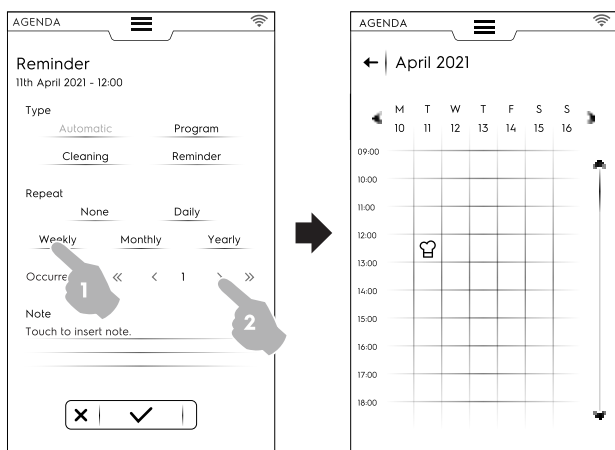 AGENDA
Reminder
11th April 2021 - 12:00
Type
Automatic Program
Cleaning Reminder
Repeat
None Daily
Weekly Monthly Yearly
Occurre « < 1 > »
Note
Touch to insert note.
1
2
AGENDA
April 2021
M T W T F S S
10 11 12 13 14 15 16
09:00
10:00
11:00
12:00
13:00
14:00
15:00
16:00
17:00
18:00